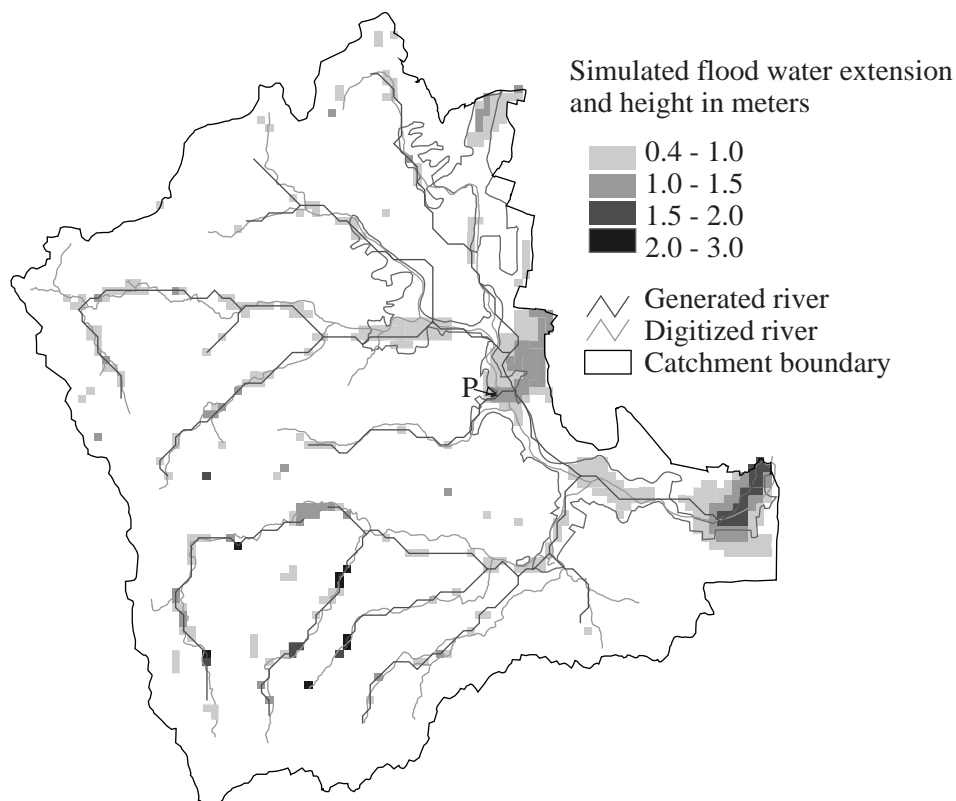 Simulated flood water extension
and height in meters
0.4 - 1.0
1.0 - 1.5
1.5 - 2.0
2.0 - 3.0
Generated river
Digitized river
Catchment boundary
P